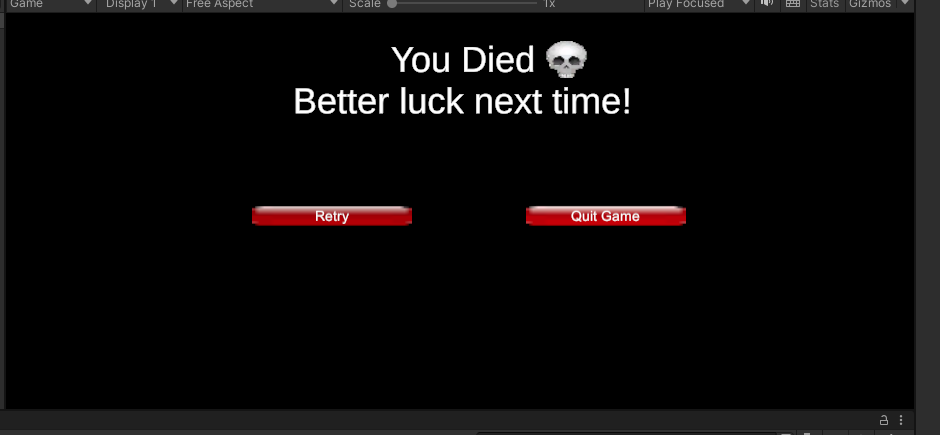 Game Display 1 Free Aspect Scale 1x Play Focused Stats Gizmos
You Died 💀
Better luck next time!
Retry Quit Game